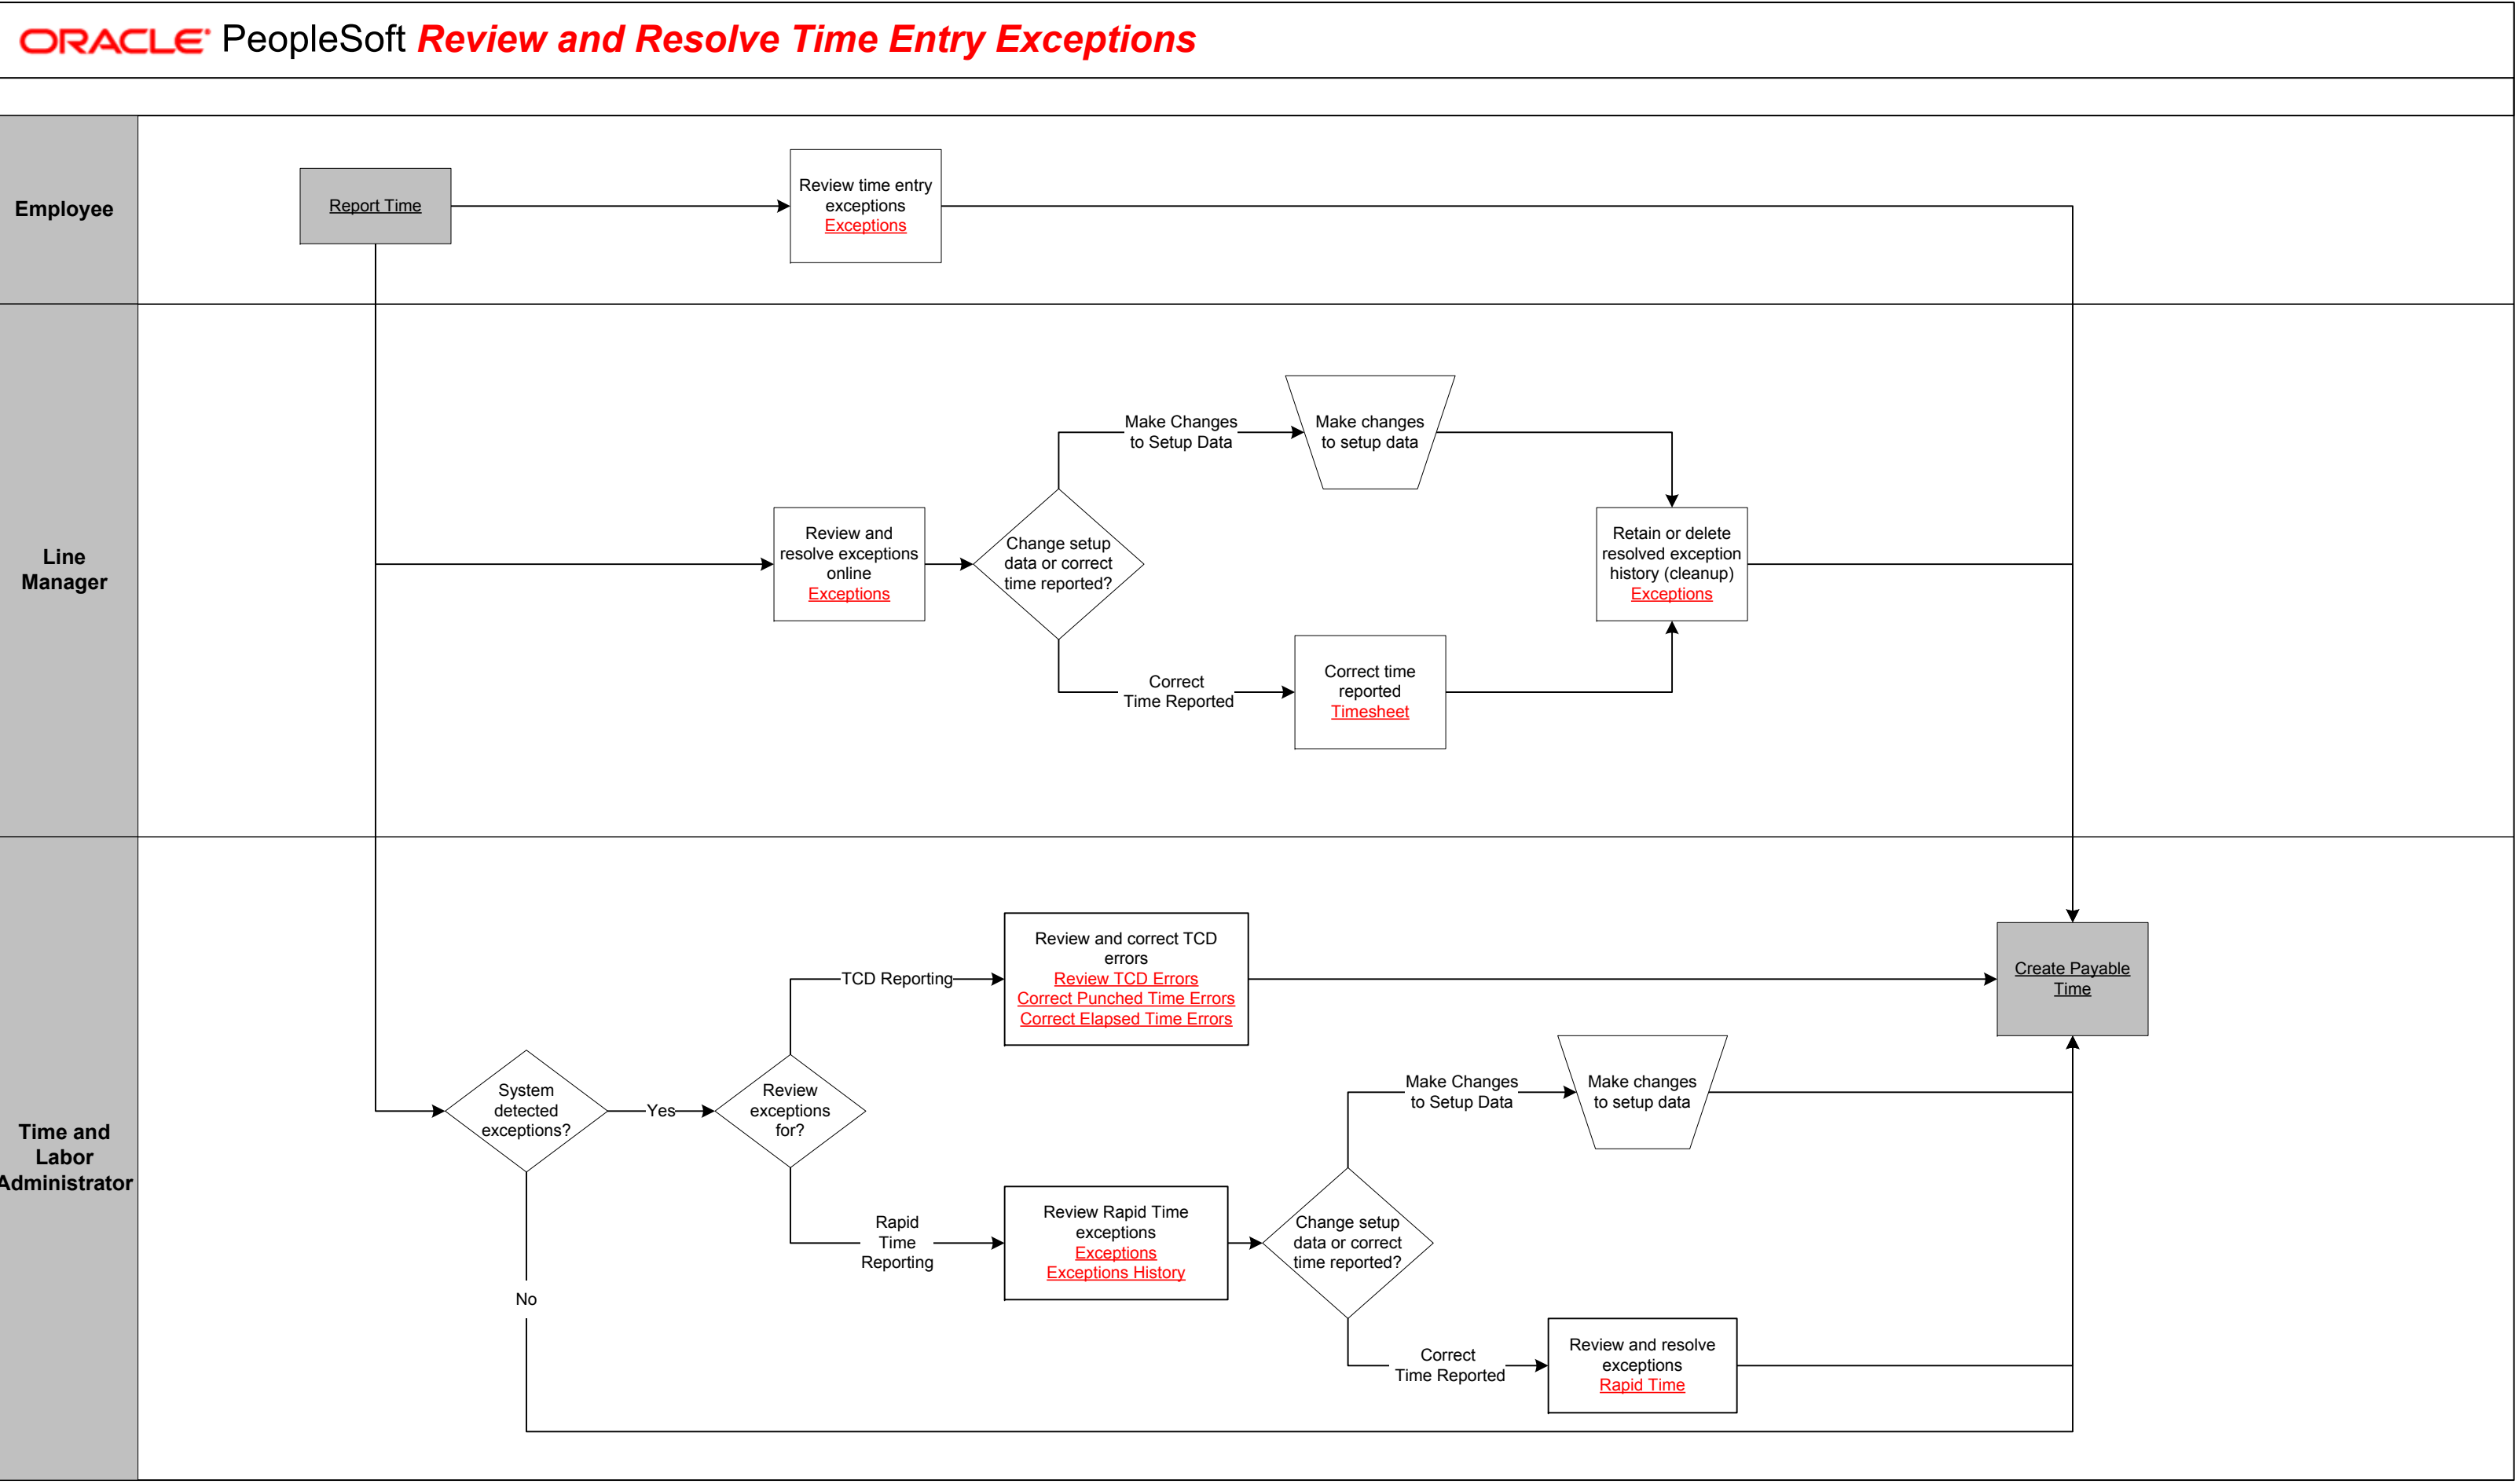 ORACLE PeopleSoft Review and Resolve Time Entry Exceptions
Employee
Report Time
Review time entry
exceptions
Exceptions
Line
Manager
Review and
resolve exceptions
online
Exceptions
Change setup
data or correct
time reported?
Make Changes
to Setup Data
Make changes
to setup data
Correct
Time Reported
Correct time
reported
Timesheet
Retain or delete
resolved exception
history (cleanup)
Exceptions
Time and
Labor
Administrator
System
detected
exceptions?
Yes
No
Review
exceptions
for?
TCD Reporting
Review and correct TCD
errors
Review TCD Errors
Correct Punched Time Errors
Correct Elapsed Time Errors
Rapid
Time
Reporting
Review Rapid Time
exceptions
Exceptions
Exceptions History
Change setup
data or correct
time reported?
Make Changes
to Setup Data
Make changes
to setup data
Correct
Time Reported
Review and resolve
exceptions
Rapid Time
Create Payable
Time